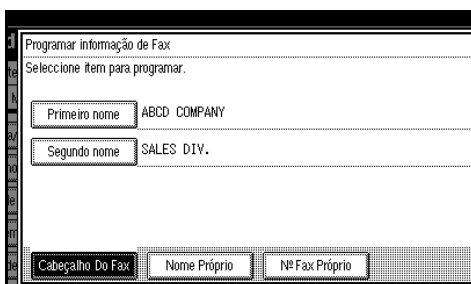 Programar informação de Fax
Seleccione item para programar.
Primeiro nome ABCD COMPANY
Segundo nome SALES DIV.
Cabeçalho Do Fax Nome Próprio Nº Fax Próprio